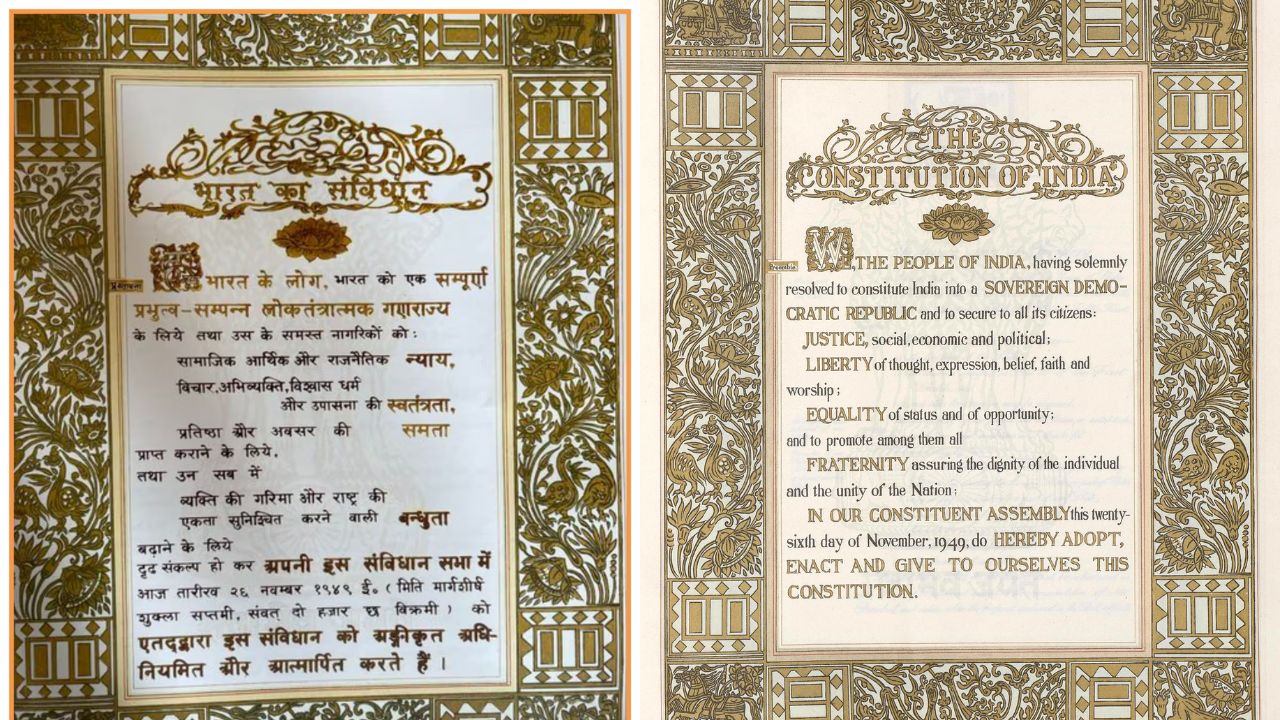 भारत का संविधान
प्रस्तावना
हम भारत के लोग, भारत को एक सम्पूर्ण
प्रभुत्व-सम्पन्न लोकतंत्रात्मक गणराज्य
के लिये तथा उस के समस्त नागरिकों को:
सामाजिक आर्थिक और राजनैतिक न्याय,
विचार,अभिव्यक्ति,विश्वास धर्म
और उपासना की स्वतंत्रता,
प्रतिष्ठा और अवसर की समता
प्राप्त कराने के लिये,
तथा उन सब में
व्यक्ति की गरिमा और राष्ट्र की
एकता सुनिश्चित करने वाली बन्धुता
बढ़ाने के लिये
दृढ संकल्प हो कर अपनी इस संविधान सभा में
आज तारीख २६ नवम्बर १९४९ ई॰ (मिति मार्गशीर्ष
शुक्ला सप्तमी, संवत् दो हजार छ विक्रमी) को
एतद्द्वारा इस संविधान को अङ्गीकृत अधि-
नियमित और आत्मार्पित करते हैं।
THE
CONSTITUTION OF INDIA
Preamble
WE, THE PEOPLE OF INDIA, having solemnly
resolved to constitute India into a SOVEREIGN DEMO-
CRATIC REPUBLIC and to secure to all its citizens:
JUSTICE, social, economic and political;
LIBERTY of thought, expression, belief, faith and
worship;
EQUALITY of status and of opportunity;
and to promote among them all
FRATERNITY assuring the dignity of the individual
and the unity of the Nation;
IN OUR CONSTITUENT ASSEMBLY this twenty-
sixth day of November, 1949, do HEREBY ADOPT,
ENACT AND GIVE TO OURSELVES THIS
CONSTITUTION.